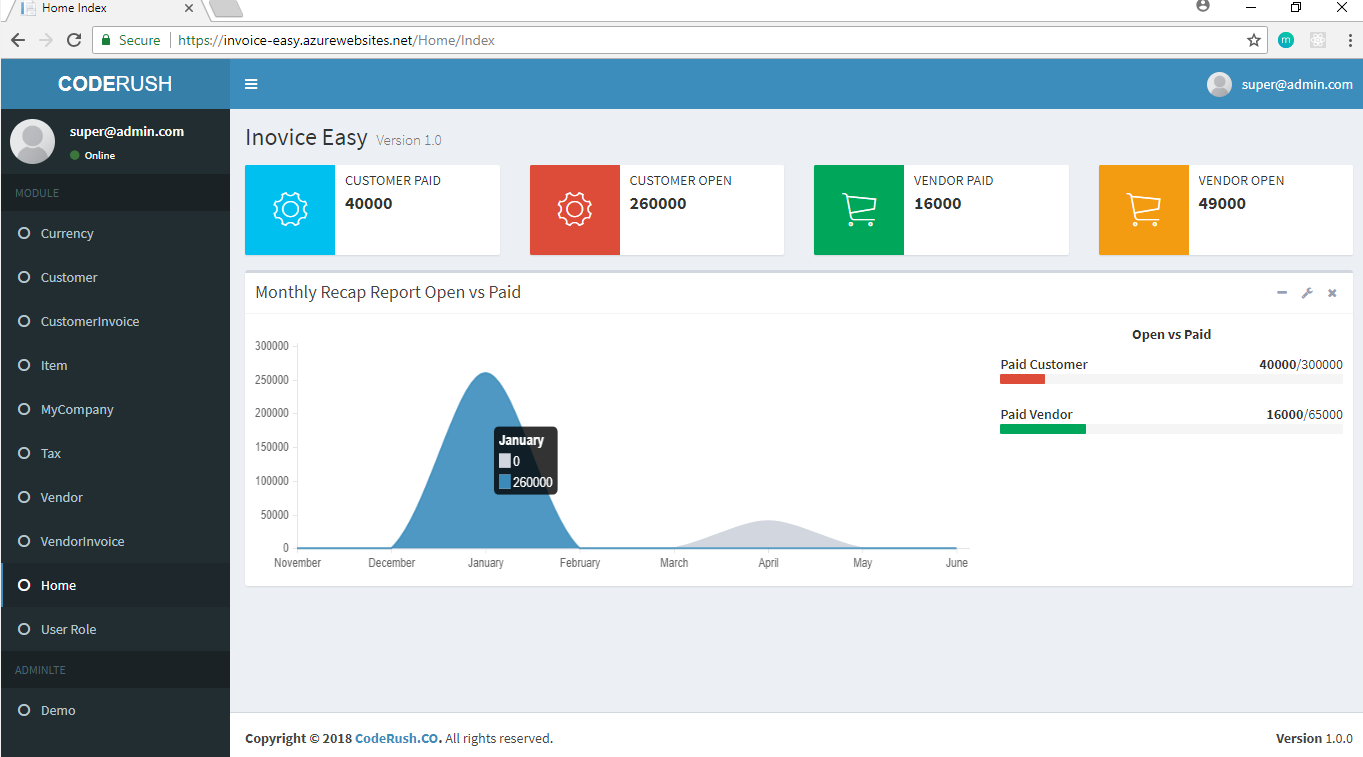 Home Index
Secure
https://invoice-easy.azurewebsites.net/Home/Index
m
CODERUSH
super@admin.com
super@admin.com
Online
MODULE
Currency
Customer
CustomerInvoice
Item
MyCompany
Tax
Vendor
VendorInvoice
Home
User Role
ADMINLTE
Demo
Inovice Easy Version 1.0
CUSTOMER PAID
40000
CUSTOMER OPEN
260000
VENDOR PAID
16000
VENDOR OPEN
49000
Monthly Recap Report Open vs Paid
300000
250000
200000
150000
100000
50000
0
November December January February March April May June
January
0
260000
Open vs Paid
Paid Customer 40000/300000
Paid Vendor 16000/65000
Copyright © 2018 CodeRush.CO. All rights reserved.
Version 1.0.0